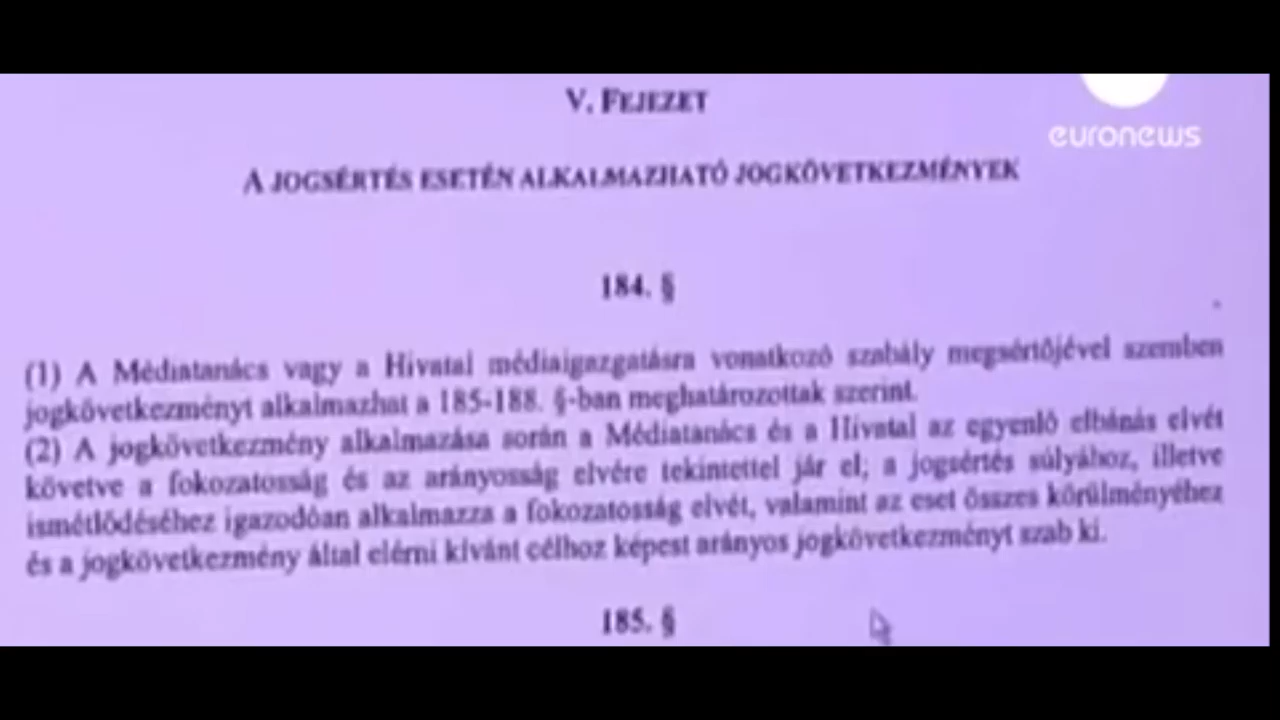 euronews
V. FEJEZET
A JOGSÉRTÉS ESETÉN ALKALMAZHATÓ JOGKÖVETKEZMÉNYEK
184. §
(1) A Médiatanács vagy a Hivatal médiaigazgatásra vonatkozó szabály megsértőjével szemben
jogkövetkezményt alkalmazhat a 185-188. §-ban meghatározottak szerint.
(2) A jogkövetkezmény alkalmazása során a Médiatanács és a Hivatal az egyenlő elbánás elvét
követve a fokozatosság és az arányosság elvére tekintettel jár el; a jogsértés súlyához, illetve
ismétlődéséhez igazodóan alkalmazza a fokozatosság elvét, valamint az eset összes körülményéhez
és a jogkövetkezmény által elérni kívánt célhoz képest arányos jogkövetkezményt szab ki.
185. §